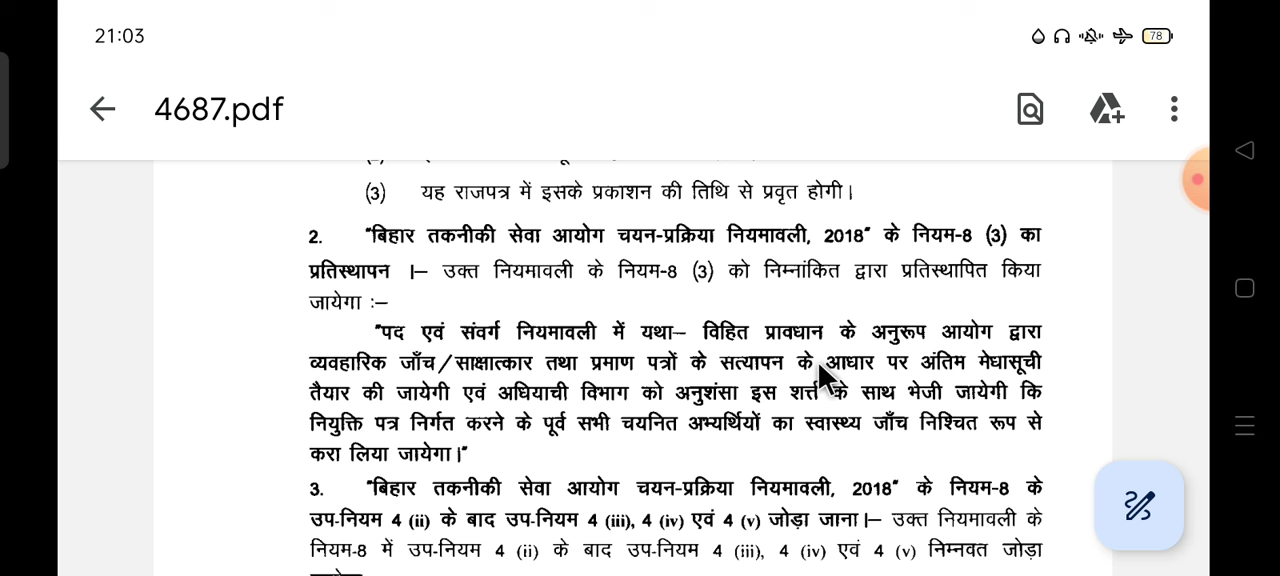 21:03
78
4687.pdf
(3) यह राजपत्र में इसके प्रकाशन की तिथि से प्रवृत होगी।
2. "बिहार तकनीकी सेवा आयोग चयन-प्रक्रिया नियमावली, 2018" के नियम-8 (3) का
प्रतिस्थापन ।– उक्त नियमावली के नियम-8 (3) को निम्नांकित द्वारा प्रतिस्थापित किया
जायेगा :–
"पद एवं संवर्ग नियमावली में यथा– विहित प्रावधान के अनुरूप आयोग द्वारा
व्यवहारिक जाँच/साक्षात्कार तथा प्रमाण पत्रों के सत्यापन के आधार पर अंतिम मेधासूची
तैयार की जायेगी एवं अधियाची विभाग को अनुशंसा इस शर्त्त के साथ भेजी जायेगी कि
नियुक्ति पत्र निर्गत करने के पूर्व सभी चयनित अभ्यर्थियों का स्वास्थ्य जाँच निश्चित रूप से
करा लिया जायेगा।"
3. "बिहार तकनीकी सेवा आयोग चयन-प्रक्रिया नियमावली, 2018" के नियम-8 के
उप-नियम 4 (ii) के बाद उप-नियम 4 (iii), 4 (iv) एवं 4 (v) जोड़ा जाना।– उक्त नियमावली के
नियम-8 में उप-नियम 4 (ii) के बाद उप-नियम 4 (iii), 4 (iv) एवं 4 (v) निम्नवत जोड़ा